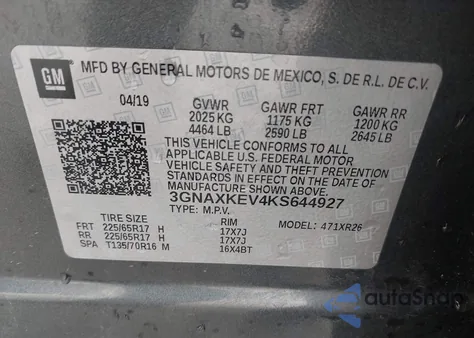 GM
MFD BY GENERAL MOTORS DE MEXICO, S. DE R.L. DE C.V.
04/19 GVWR GAWR FRT GAWR RR
2025 KG 1175 KG 1200 KG
4464 LB 2590 LB 2645 LB
THIS VEHICLE CONFORMS TO ALL
APPLICABLE U.S. FEDERAL MOTOR
VEHICLE SAFETY AND THEFT
PREVENTION STANDARDS IN
EFFECT ON THE DATE OF
MANUFACTURE SHOWN ABOVE.
3GNAXKEV4KS644927
TYPE: M.P.V. MODEL: 471XR26
TIRE SIZE RIM
FRT 225/65R17 H 17X7J
RR 225/65R17 H 17X7J
SPA T135/70R16 M 16X4BT
autoSnap